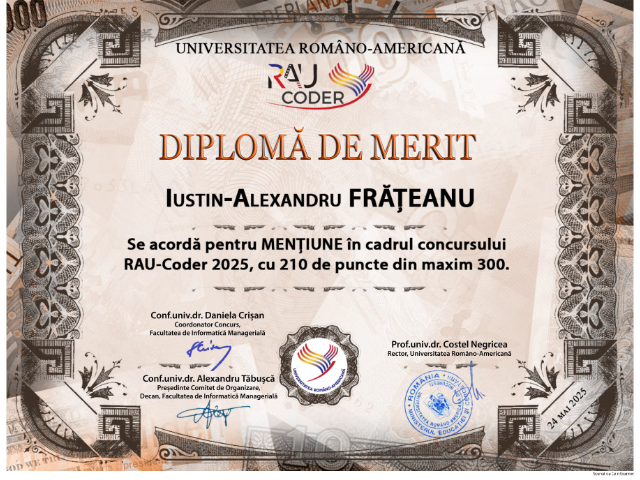 UNIVERSITATEA ROMÂNO-AMERICANĂ
RAU
CODER
DIPLOMĂ DE MERIT
IUSTIN-ALEXANDRU FRĂȚEANU
Se acordă pentru MENȚIUNE în cadrul concursului
RAU-Coder 2025, cu 210 de puncte din maxim 300.
Conf.univ.dr. Daniela Crișan
Coordonator Concurs,
Facultatea de Informatică Managerială
Conf.univ.dr. Alexandru Tăbușcă
Președinte Comitet de Organizare,
Decan, Facultatea de Informatică Managerială
UNIVERSITATEA ROMÂNO-AMERICANĂ
Prof.univ.dr. Costel Negricea
Rector, Universitatea Româno-Americană
ROMÂNIA
MINISTERUL EDUCAȚIEI
24 MAI 2025
000